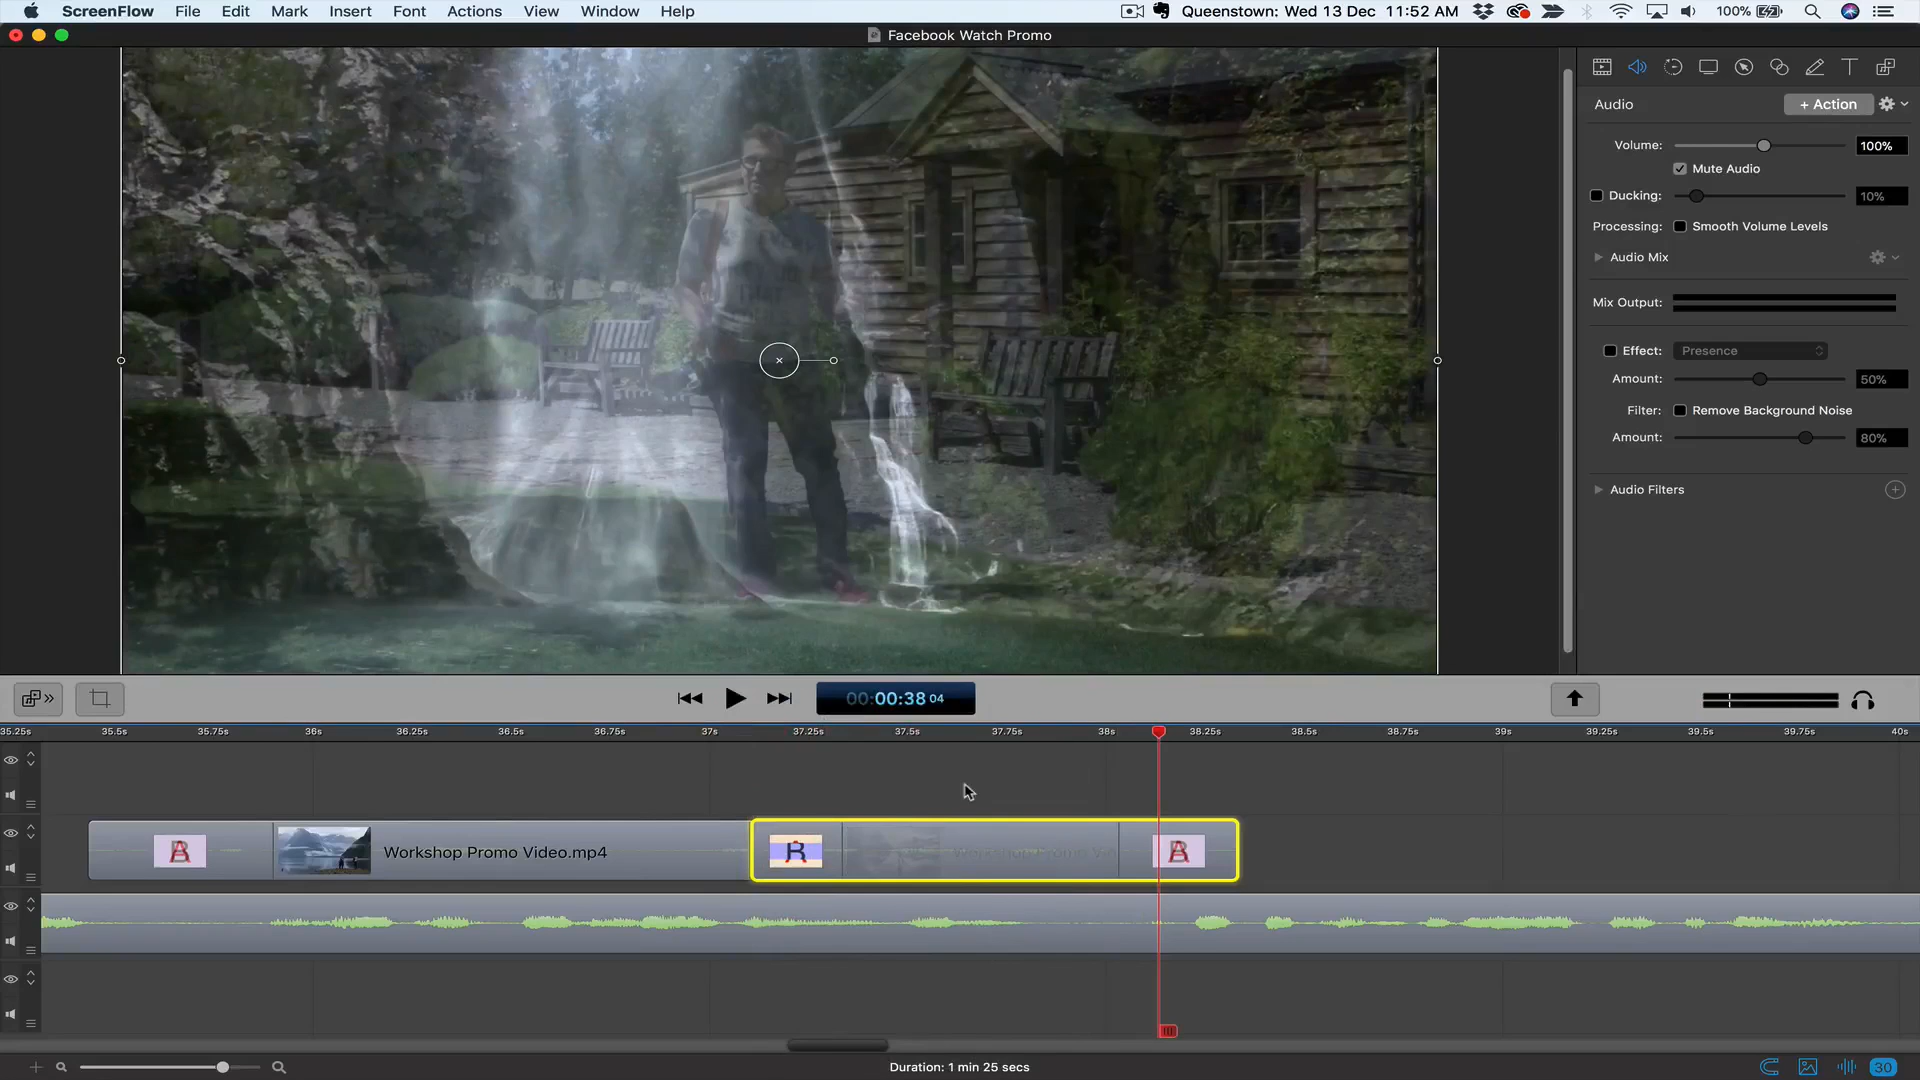 ScreenFlow File Edit Mark Insert Font Actions View Window Help Queenstown: Wed 13 Dec 11:52 AM 100%
Facebook Watch Promo
Audio + Action
Volume: 100%
Mute Audio
Ducking: 10%
Processing: Smooth Volume Levels
Audio Mix
Mix Output:
Effect: Presence
Amount: 50%
Filter: Remove Background Noise
Amount: 80%
Audio Filters
00:00:38 04
35.25s 35.5s 35.75s 36s 36.25s 36.5s 36.75s 37s 37.25s 37.5s 37.75s 38s 38.25s 38.5s 38.75s 39s 39.25s 39.5s 39.75s 40s
Workshop Promo Video.mp4
Duration: 1 min 25 secs 30